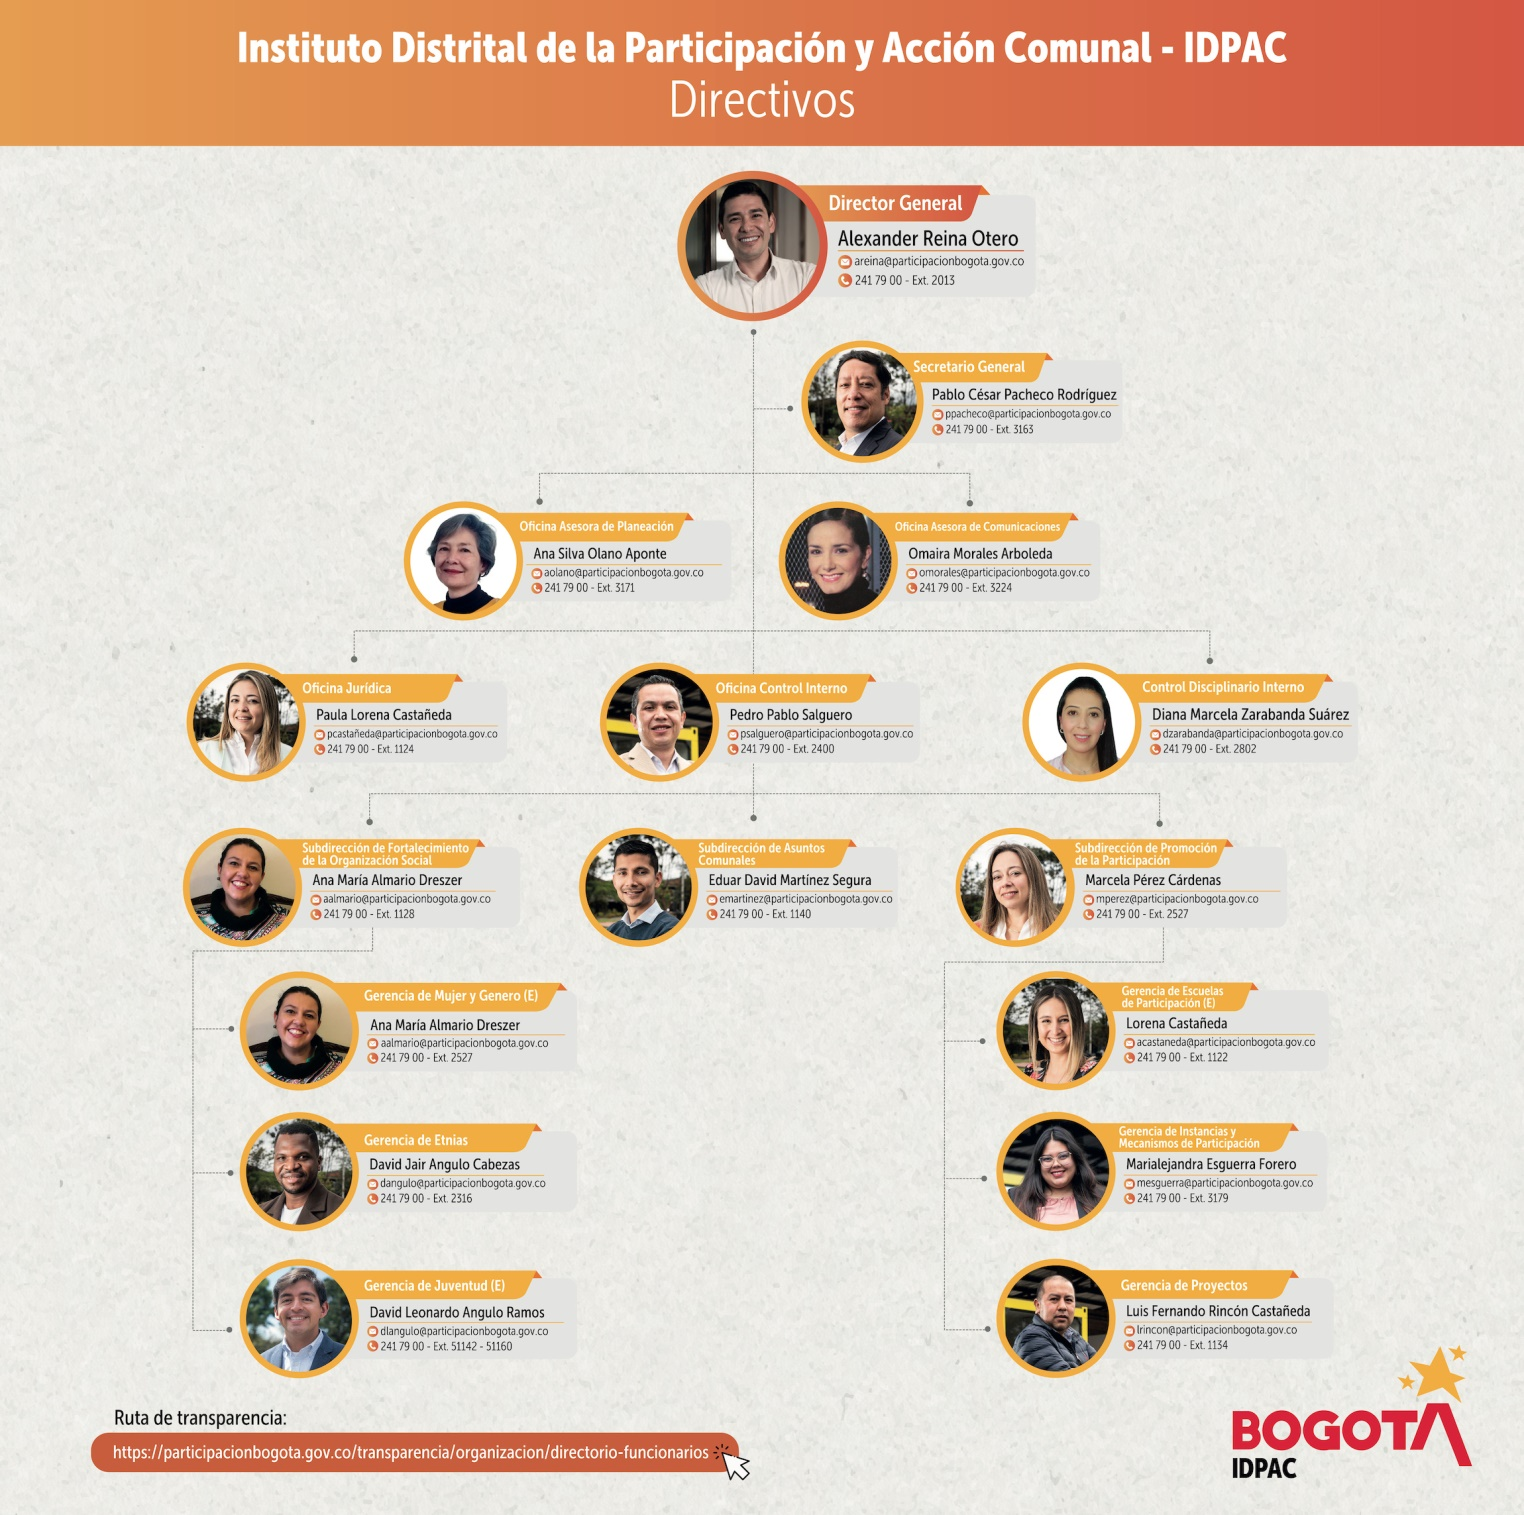 Instituto Distrital de la Participación y Acción Comunal - IDPAC
Directivos
Director General
Alexander Reina Otero
areina@participacionbogota.gov.co
241 79 00 - Ext. 2013
Secretario General
Pablo César Pacheco Rodríguez
ppacheco@participacionbogota.gov.co
241 79 00 - Ext. 3163
Oficina Asesora de Planeación
Ana Silva Olano Aponte
aolano@participacionbogota.gov.co
241 79 00 - Ext. 3171
Oficina Asesora de Comunicaciones
Omaira Morales Arboleda
omorales@participacionbogota.gov.co
241 79 00 - Ext. 3224
Oficina Jurídica
Paula Lorena Castañeda
pcastañeda@participacionbogota.gov.co
241 79 00 - Ext. 1124
Oficina Control Interno
Pedro Pablo Salguero
psalguero@participacionbogota.gov.co
241 79 00 - Ext. 2400
Control Disciplinario Interno
Diana Marcela Zarabanda Suárez
dzarabanda@participacionbogota.gov.co
241 79 00 - Ext. 2802
Subdirección de Fortalecimiento
de la Organización Social
Ana María Almario Dreszer
aalmario@participacionbogota.gov.co
241 79 00 - Ext. 1128
Subdirección de Asuntos
Comunales
Eduar David Martínez Segura
emartinez@participacionbogota.gov.co
241 79 00 - Ext. 1140
Subdirección de Promoción
de la Participación
Marcela Pérez Cárdenas
mperez@participacionbogota.gov.co
241 79 00 - Ext. 2527
Gerencia de Mujer y Genero (E)
Ana María Almario Dreszer
aalmario@participacionbogota.gov.co
241 79 00 - Ext. 2527
Gerencia de Etnias
David Jair Angulo Cabezas
dangulo@participacionbogota.gov.co
241 79 00 - Ext. 2316
Gerencia de Juventud (E)
David Leonardo Angulo Ramos
dlangulo@participacionbogota.gov.co
241 79 00 - Ext. 51142 - 51160
Gerencia de Escuelas
de Participación (E)
Lorena Castañeda
acastaneda@participacionbogota.gov.co
241 79 00 - Ext. 1122
Gerencia de Instancias y
Mecanismos de Participación
Marialejandra Esguerra Forero
mesguerra@participacionbogota.gov.co
241 79 00 - Ext. 3179
Gerencia de Proyectos
Luis Fernando Rincón Castañeda
lrincon@participacionbogota.gov.co
241 79 00 - Ext. 1134
Ruta de transparencia:
https://participacionbogota.gov.co/transparencia/organizacion/directorio-funcionarios
BOGOTA
IDPAC